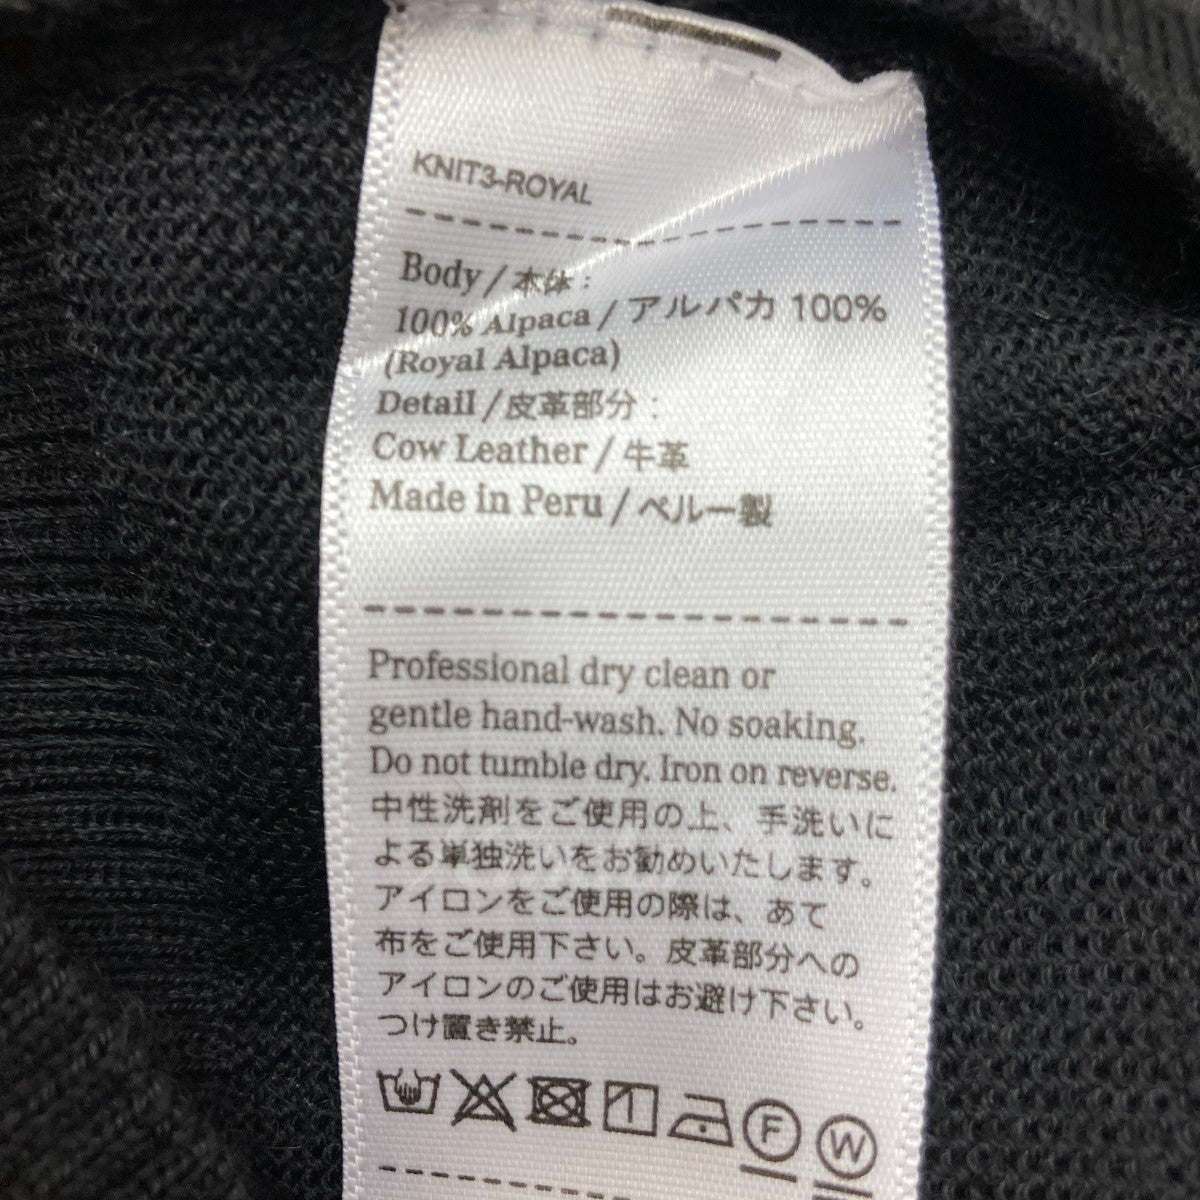 KNIT3-ROYAL
Body / 本体 :
100% Alpaca / アルパカ 100%
(Royal Alpaca)
Detail / 皮革部分 :
Cow Leather / 牛革
Made in Peru / ペルー製
Professional dry clean or
gentle hand-wash. No soaking.
Do not tumble dry. Iron on reverse.
中性洗剤をご使用の上、手洗いに
よる単独洗いをお勧めいたします。
アイロンをご使用の際は、あて
布をご使用下さい。皮革部分への
アイロンのご使用はお避け下さい。
つけ置き禁止。
F W